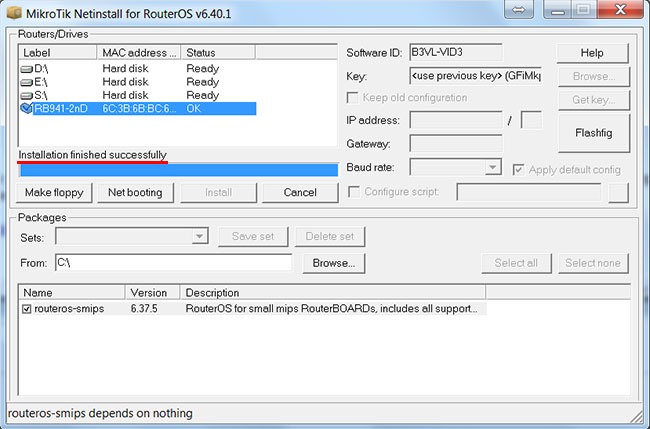 MikroTik Netinstall for RouterOS v6.40.1
Routers/Drives
Label MAC address ... Status
D:\ Hard disk Ready
E:\ Hard disk Ready
S:\ Hard disk Ready
RB941-2nD 6C:3B:6B:BC:6... OK
Installation finished successfully
Make floppy Net booting Install Cancel
Software ID: B3VL-VID3 Help
Key: <use previous key> (GFiMkp Browse...
Keep old configuration Get key...
IP address: /
Gateway: Flashfig
Baud rate: Apply default config
Configure script:
Packages
Sets: Save set Delete set
From: C:\ Browse... Select all Select none
Name Version Description
routeros-smips 6.37.5 RouterOS for small mips RouterBOARDs, includes all support...
routeros-smips depends on nothing